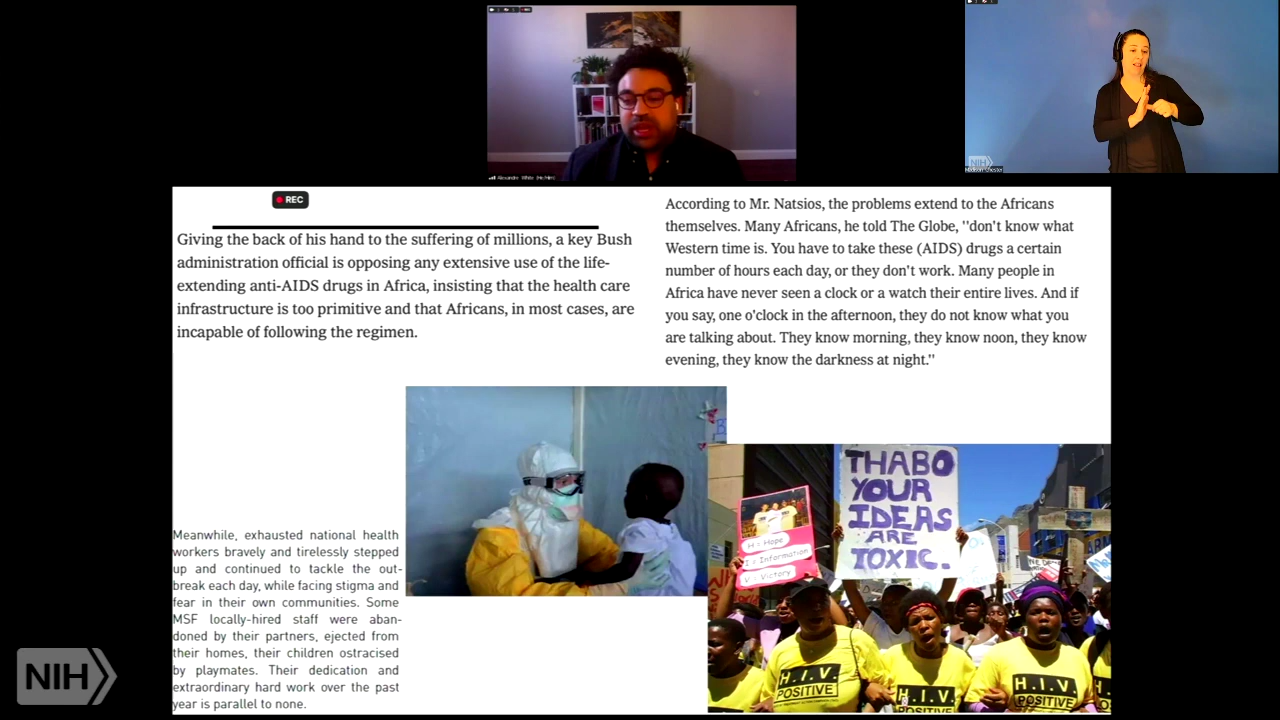 Alexandre White (He/Him)
NIH
Madison Chester
REC
Giving the back of his hand to the suffering of millions, a key Bush
administration official is opposing any extensive use of the life-
extending anti-AIDS drugs in Africa, insisting that the health care
infrastructure is too primitive and that Africans, in most cases, are
incapable of following the regimen.
According to Mr. Natsios, the problems extend to the Africans
themselves. Many Africans, he told The Globe, ''don't know what
Western time is. You have to take these (AIDS) drugs a certain
number of hours each day, or they don't work. Many people in
Africa have never seen a clock or a watch their entire lives. And if
you say, one o'clock in the afternoon, they do not know what you
are talking about. They know morning, they know noon, they know
evening, they know the darkness at night.''
Meanwhile, exhausted national health
workers bravely and tirelessly stepped
up and continued to tackle the out-
break each day, while facing stigma and
fear in their own communities. Some
MSF locally-hired staff were aban-
doned by their partners, ejected from
their homes, their children ostracised
by playmates. Their dedication and
extraordinary hard work over the past
year is parallel to none.
H = Hope
I = Information
V = Victory
THABO
YOUR
IDEAS
ARE
TOXIC.
H.I.V.
POSITIVE
H.I.V.
POSITIVE
H.I.V.
POSITIVE
NIH